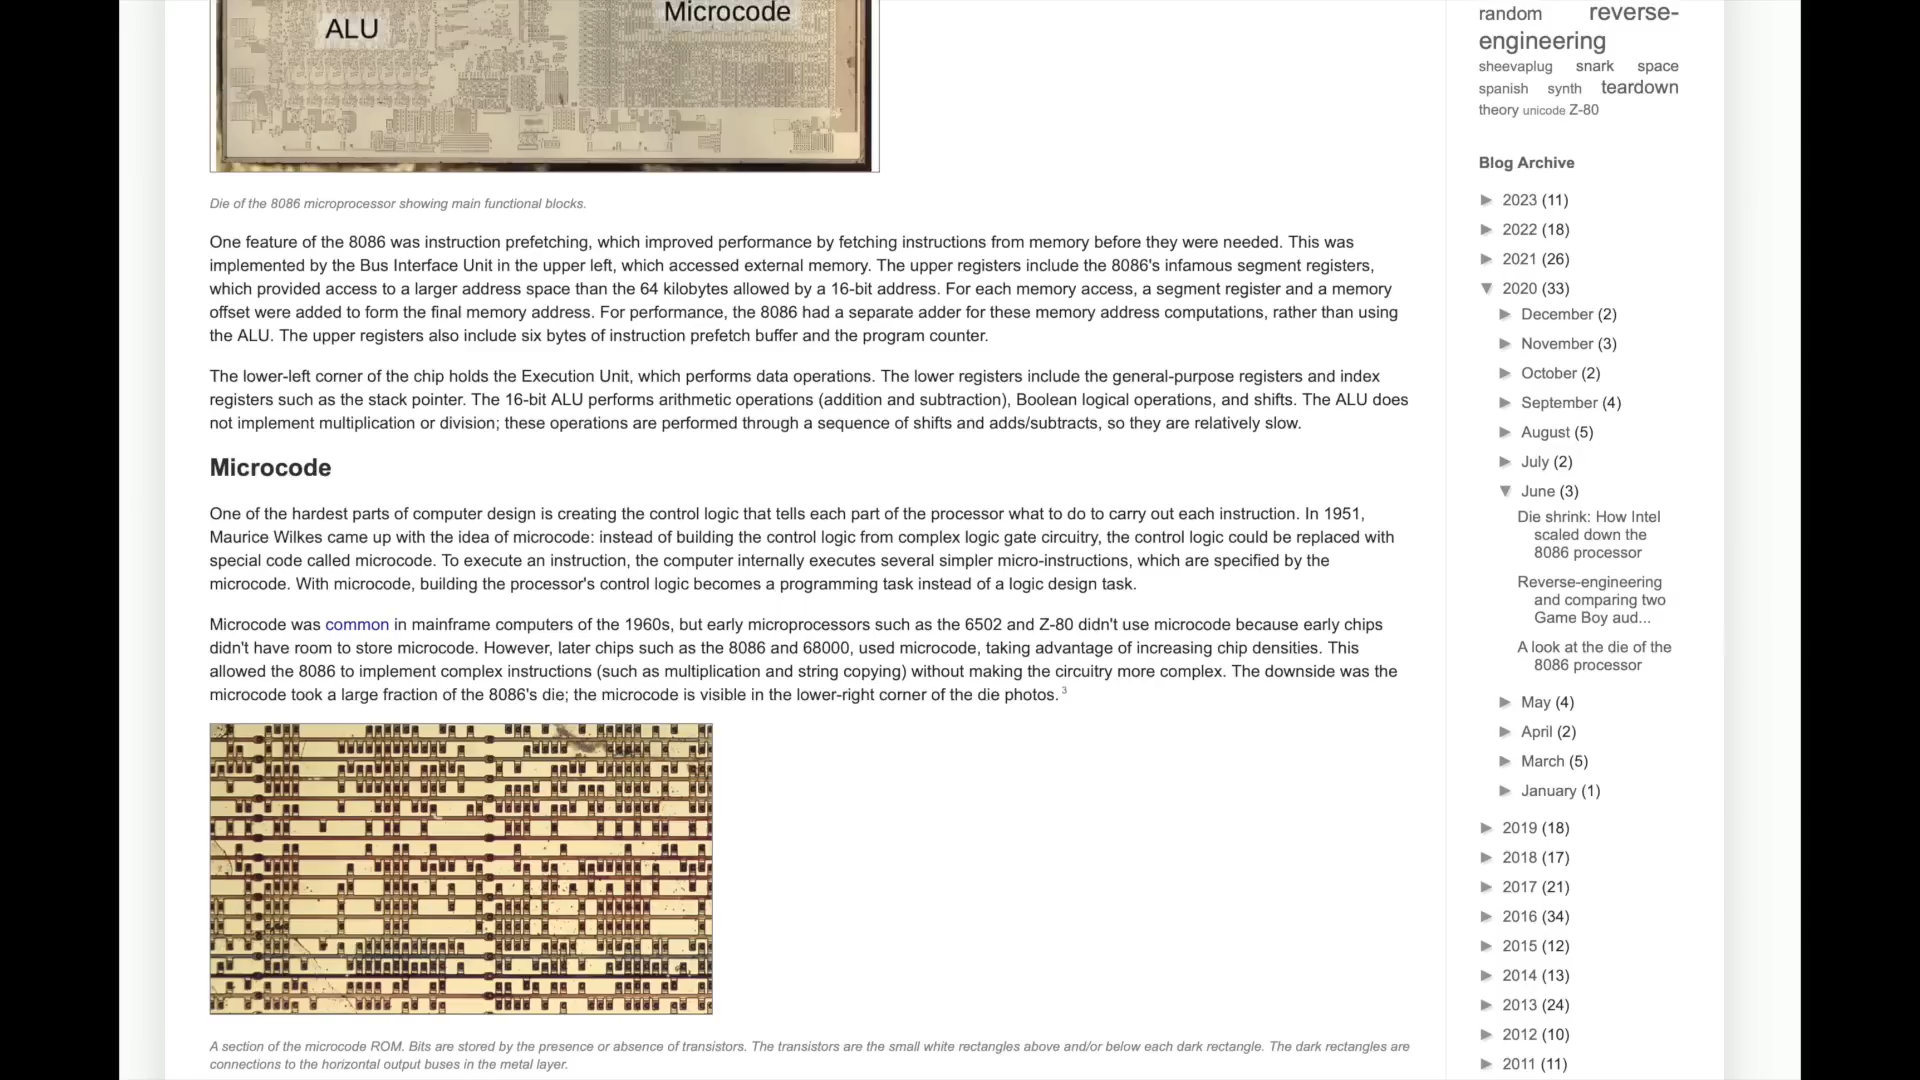 ALU
Microcode
Die of the 8086 microprocessor showing main functional blocks.
One feature of the 8086 was instruction prefetching, which improved performance by fetching instructions from memory before they were needed. This was
implemented by the Bus Interface Unit in the upper left, which accessed external memory. The upper registers include the 8086's infamous segment registers,
which provided access to a larger address space than the 64 kilobytes allowed by a 16-bit address. For each memory access, a segment register and a memory
offset were added to form the final memory address. For performance, the 8086 had a separate adder for these memory address computations, rather than using
the ALU. The upper registers also include six bytes of instruction prefetch buffer and the program counter.
The lower-left corner of the chip holds the Execution Unit, which performs data operations. The lower registers include the general-purpose registers and index
registers such as the stack pointer. The 16-bit ALU performs arithmetic operations (addition and subtraction), Boolean logical operations, and shifts. The ALU does
not implement multiplication or division; these operations are performed through a sequence of shifts and adds/subtracts, so they are relatively slow.
Microcode
One of the hardest parts of computer design is creating the control logic that tells each part of the processor what to do to carry out each instruction. In 1951,
Maurice Wilkes came up with the idea of microcode: instead of building the control logic from complex logic gate circuitry, the control logic could be replaced with
special code called microcode. To execute an instruction, the computer internally executes several simpler micro-instructions, which are specified by the
microcode. With microcode, building the processor's control logic becomes a programming task instead of a logic design task.
Microcode was common in mainframe computers of the 1960s, but early microprocessors such as the 6502 and Z-80 didn't use microcode because early chips
didn't have room to store microcode. However, later chips such as the 8086 and 68000, used microcode, taking advantage of increasing chip densities. This
allowed the 8086 to implement complex instructions (such as multiplication and string copying) without making the circuitry more complex. The downside was the
microcode took a large fraction of the 8086's die; the microcode is visible in the lower-right corner of the die photos. 3
A section of the microcode ROM. Bits are stored by the presence or absence of transistors. The transistors are the small white rectangles above and/or below each dark rectangle. The dark rectangles are
connections to the horizontal output buses in the metal layer.
random reverse-
engineering
sheevaplug snark space
spanish synth teardown
theory unicode Z-80
Blog Archive
► 2023 (11)
► 2022 (18)
► 2021 (26)
▼ 2020 (33)
► December (2)
► November (3)
► October (2)
► September (4)
► August (5)
► July (2)
▼ June (3)
Die shrink: How Intel
scaled down the
8086 processor
Reverse-engineering
and comparing two
Game Boy aud...
A look at the die of the
8086 processor
► May (4)
► April (2)
► March (5)
► January (1)
► 2019 (18)
► 2018 (17)
► 2017 (21)
► 2016 (34)
► 2015 (12)
► 2014 (13)
► 2013 (24)
► 2012 (10)
► 2011 (11)